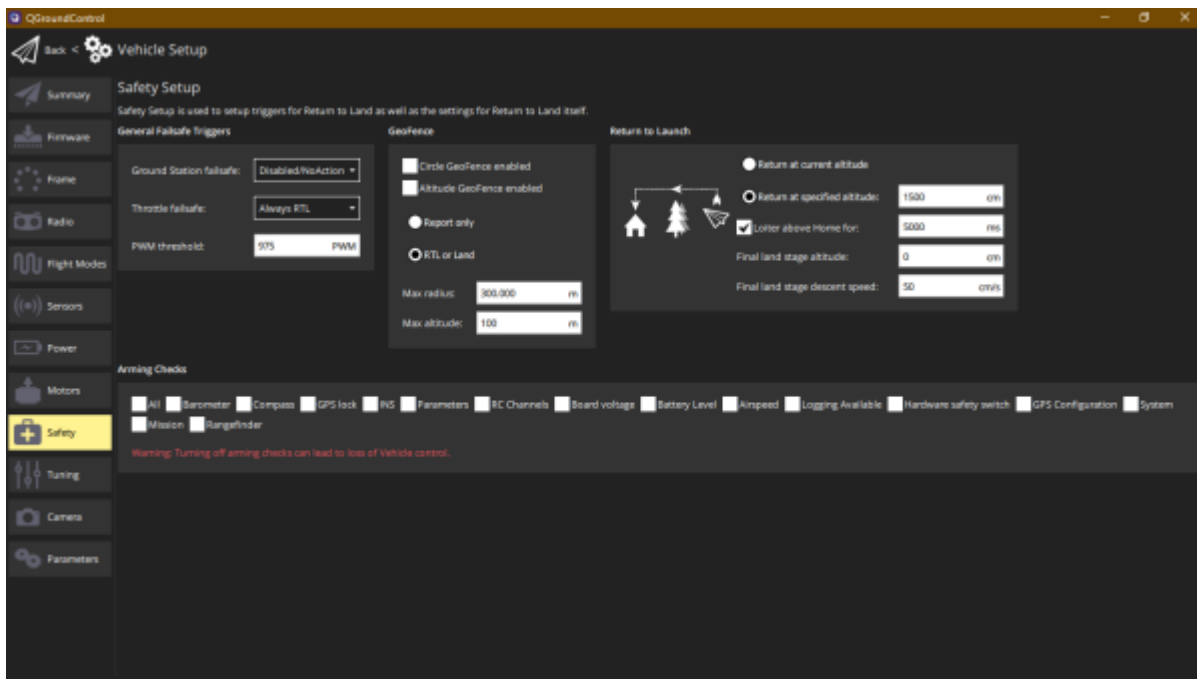 QGroundControl
Back < Vehicle Setup
Summary
Firmware
Frame
Radio
Flight Modes
Sensors
Power
Motors
Safety
Tuning
Camera
Parameters
Safety Setup
Safety Setup is used to setup triggers for Return to Land as well as the settings for Return to Land itself.
General Failsafe Triggers
Ground Station failsafe: Disabled/NoAction
Throttle failsafe: Always RTL
PWM threshold: 975 PWM
GeoFence
Circle GeoFence enabled
Altitude GeoFence enabled
Report only
RTL or Land
Max radius: 300.000 m
Max altitude: 100 m
Return to Launch
Return at current altitude
Return at specified altitude: 1500 cm
Loiter above Home for: 5000 ms
Final land stage altitude: 0 cm
Final land stage descent speed: 50 cm/s
Arming Checks
All Barometer Compass GPS lock INS Parameters RC Channels Board voltage Battery Level Airspeed Logging Available Hardware safety switch GPS Configuration System
Mission Rangefinder
Warning: Turning off arming checks can lead to loss of Vehicle control.